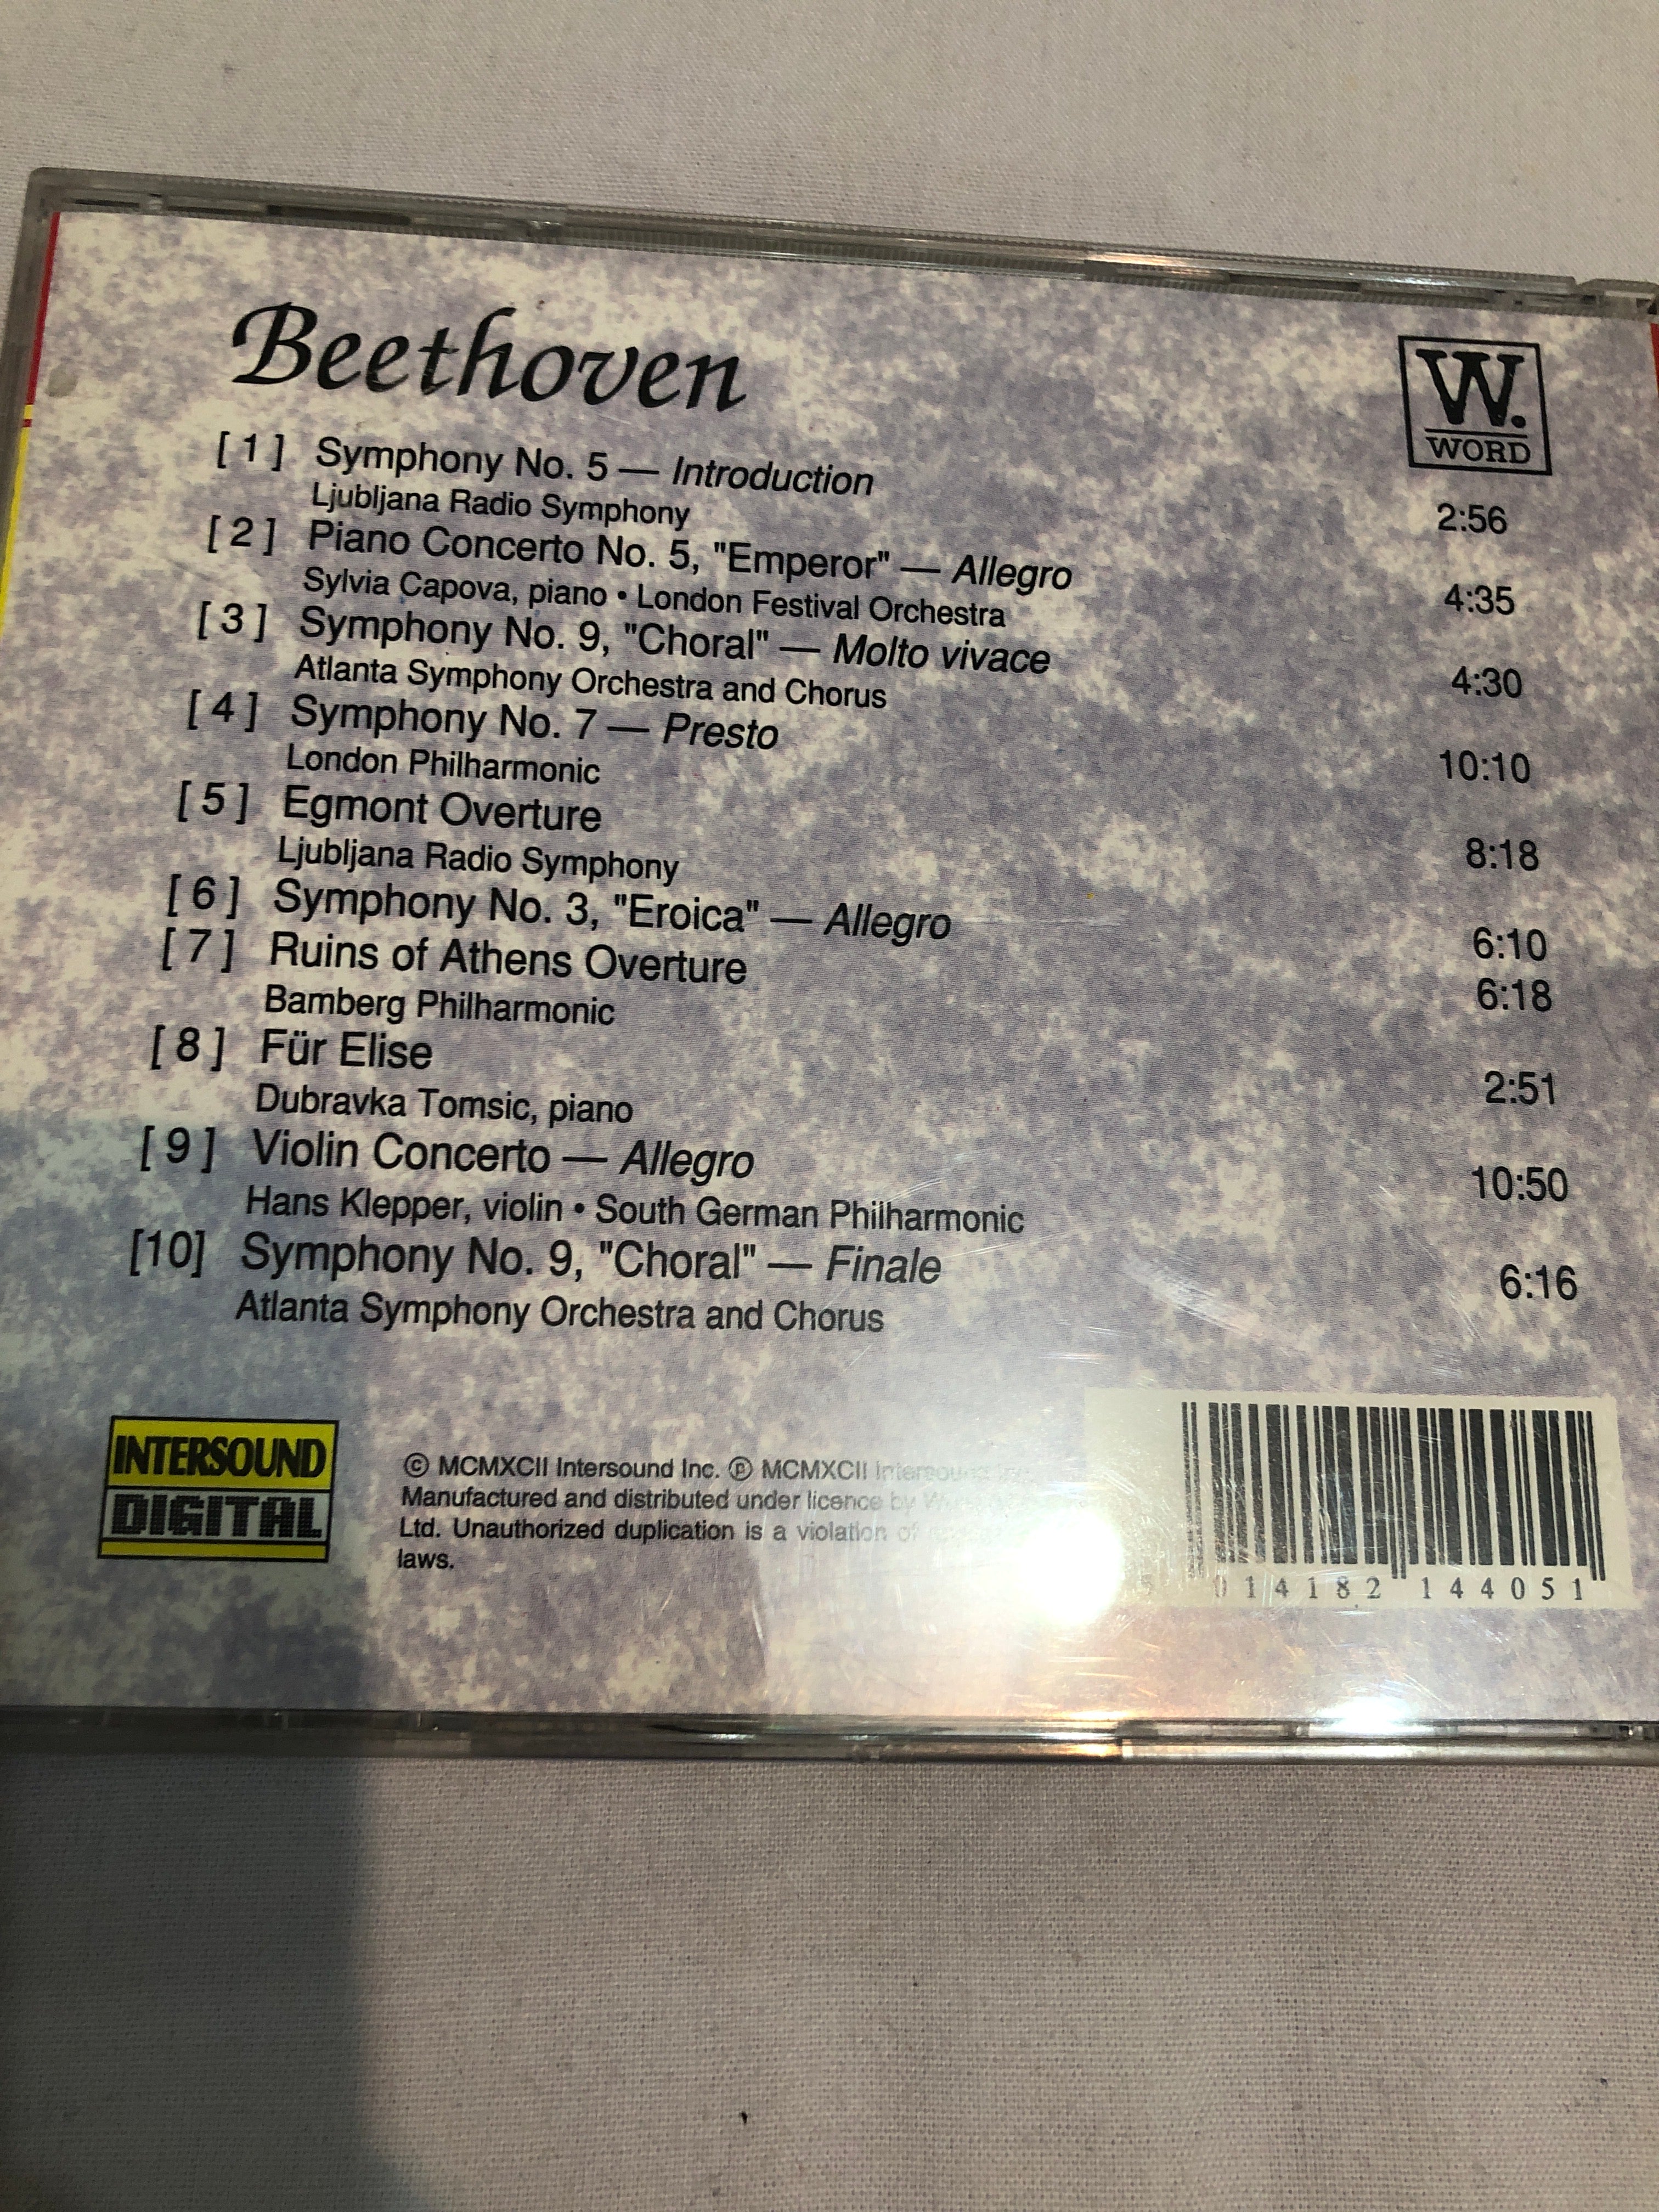 Beethoven
W.
WORD
[ 1 ] Symphony No. 5 — Introduction 2:56
Ljubljana Radio Symphony
[ 2 ] Piano Concerto No. 5, "Emperor" — Allegro 4:35
Sylvia Capova, piano • London Festival Orchestra
[ 3 ] Symphony No. 9, "Choral" — Molto vivace 4:30
Atlanta Symphony Orchestra and Chorus
[ 4 ] Symphony No. 7 — Presto 10:10
London Philharmonic
[ 5 ] Egmont Overture 8:18
Ljubljana Radio Symphony
[ 6 ] Symphony No. 3, "Eroica" — Allegro 6:10
[ 7 ] Ruins of Athens Overture 6:18
Bamberg Philharmonic
[ 8 ] Für Elise 2:51
Dubravka Tomsic, piano
[ 9 ] Violin Concerto — Allegro 10:50
Hans Klepper, violin • South German Philharmonic
[10] Symphony No. 9, "Choral" — Finale 6:16
Atlanta Symphony Orchestra and Chorus
INTERSOUND
DIGITAL
© MCMXCII Intersound Inc. ℗ MCMXCII Intersound
Manufactured and distributed under licence by
Ltd. Unauthorized duplication is a violation of
laws.
014182 144051